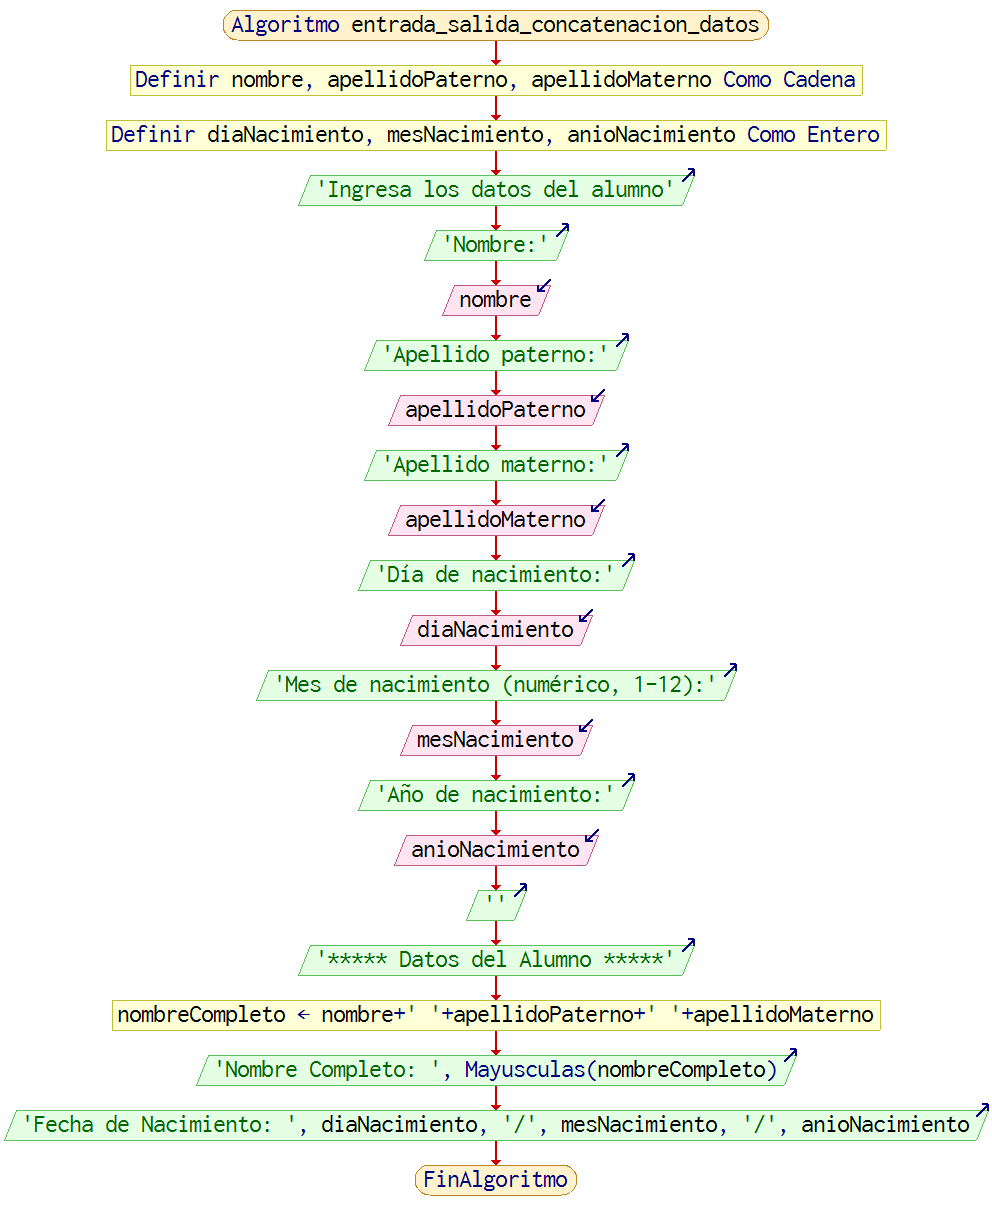 Algoritmo entrada_salida_concatenacion_datos
Definir nombre, apellidoPaterno, apellidoMaterno Como Cadena
Definir diaNacimiento, mesNacimiento, anioNacimiento Como Entero
'Ingresa los datos del alumno'
'Nombre:'
nombre
'Apellido paterno:'
apellidoPaterno
'Apellido materno:'
apellidoMaterno
'Día de nacimiento:'
diaNacimiento
'Mes de nacimiento (numérico, 1-12):'
mesNacimiento
'Año de nacimiento:'
anioNacimiento
''
'***** Datos del Alumno *****'
nombreCompleto ← nombre+' '+apellidoPaterno+' '+apellidoMaterno
'Nombre Completo: ', Mayusculas(nombreCompleto)
'Fecha de Nacimiento: ', diaNacimiento, '/', mesNacimiento, '/', anioNacimiento
FinAlgoritmo